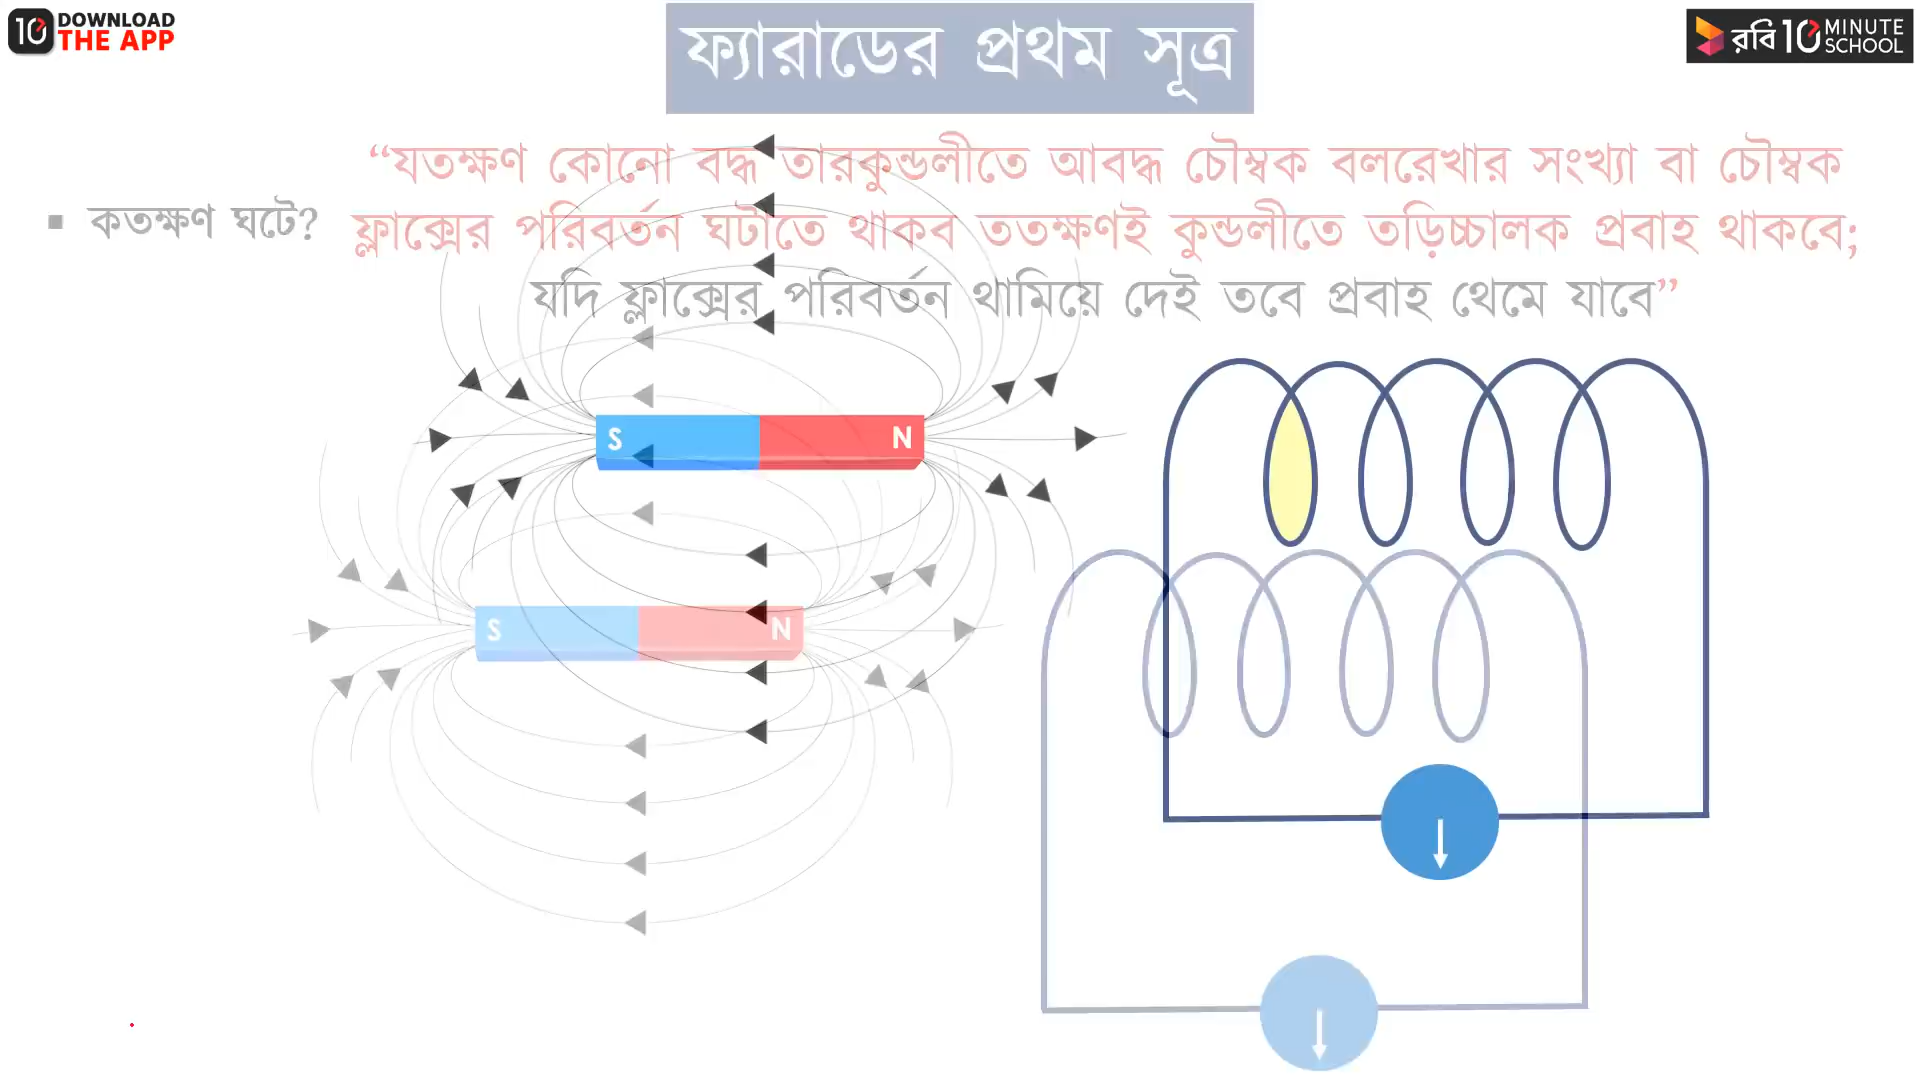 DOWNLOAD
THE APP
ফ্যারাডের প্রথম সূত্র
রবি 10 MINUTE
SCHOOL
“যতক্ষণ কোনো বদ্ধ তারকুন্ডলীতে আবদ্ধ চৌম্বক বলরেখার সংখ্যা বা চৌম্বক
▪ কতক্ষণ ঘটে?
ফ্লাক্সের পরিবর্তন ঘটাতে থাকব ততক্ষণই কুন্ডলীতে তড়িচ্চালক প্রবাহ থাকবে;
যদি ফ্লাক্সের পরিবর্তন থামিয়ে দেই তবে প্রবাহ থেমে যাবে”
S N
S N